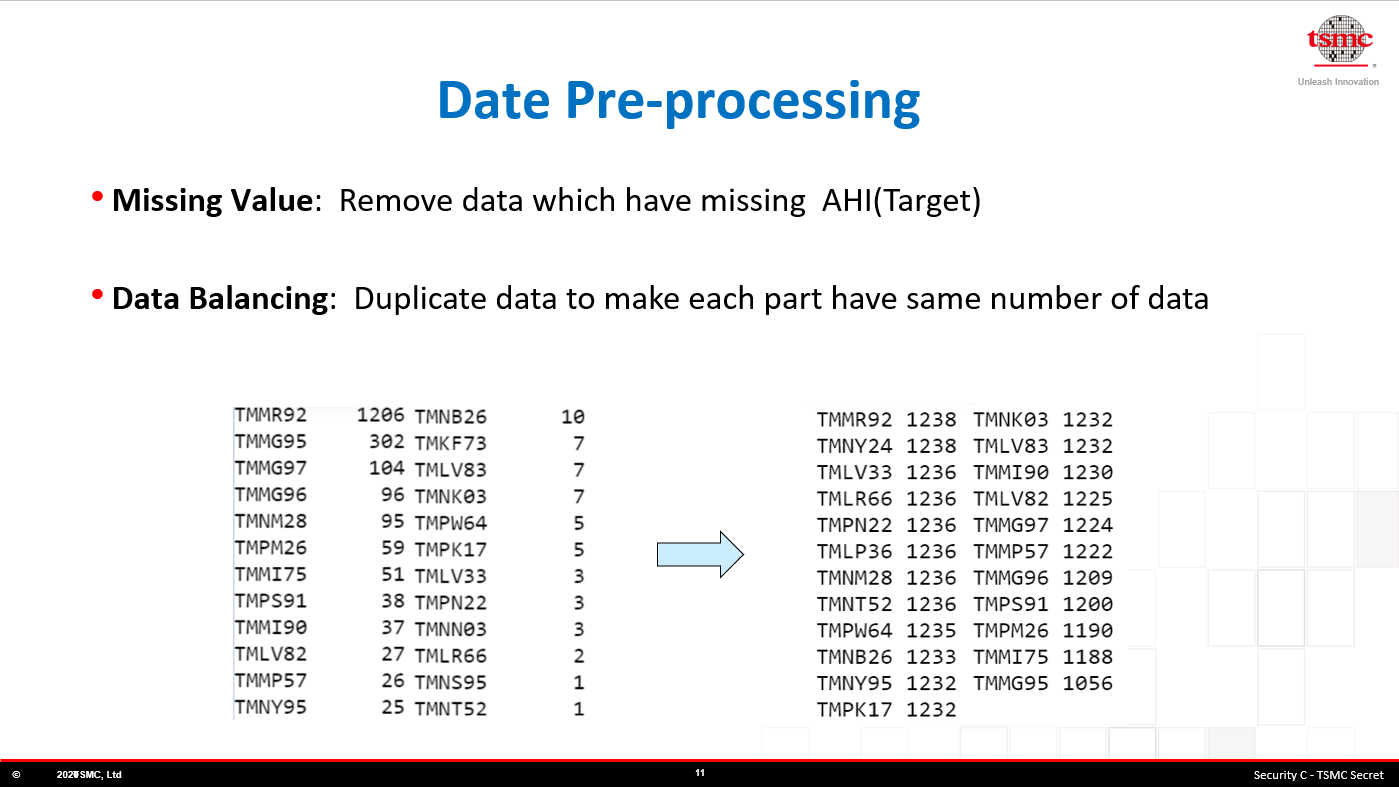 tsmc
Unleash Innovation
Date Pre-processing
• Missing Value: Remove data which have missing AHI(Target)
• Data Balancing: Duplicate data to make each part have same number of data
TMMR92 1206 TMNB26 10
TMMG95 302 TMKF73 7
TMMG97 104 TMLV83 7
TMMG96 96 TMNK03 7
TMNM28 95 TMPW64 5
TMPM26 59 TMPK17 5
TMMI75 51 TMLV33 3
TMPS91 38 TMPN22 3
TMMI90 37 TMNN03 3
TMLV82 27 TMLR66 2
TMMP57 26 TMNS95 1
TMNY95 25 TMNT52 1
TMMR92 1238 TMNK03 1232
TMNY24 1238 TMLV83 1232
TMLV33 1236 TMMI90 1230
TMLR66 1236 TMLV82 1225
TMPN22 1236 TMMG97 1224
TMLP36 1236 TMMP57 1222
TMNM28 1236 TMMG96 1209
TMNT52 1236 TMPS91 1200
TMPW64 1235 TMPM26 1190
TMNB26 1233 TMMI75 1188
TMNY95 1232 TMMG95 1056
TMPK17 1232
© TSMC, Ltd
11
Security C - TSMC Secret